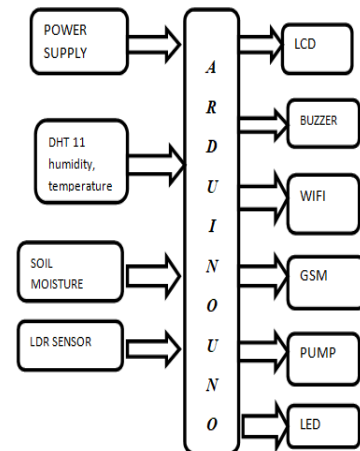 POWER
SUPPLY
DHT 11
humidity,
temperature
SOIL
MOISTURE
LDR SENSOR
A
R
D
U
I
N
O
U
N
O
LCD
BUZZER
WIFI
GSM
PUMP
LED